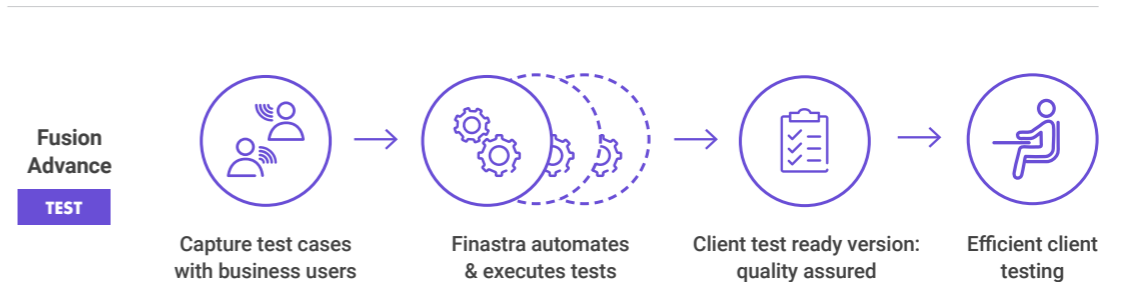 Fusion
Advance
TEST
Capture test cases
with business users
Finastra automates
& executes tests
Client test ready version:
quality assured
Efficient client
testing